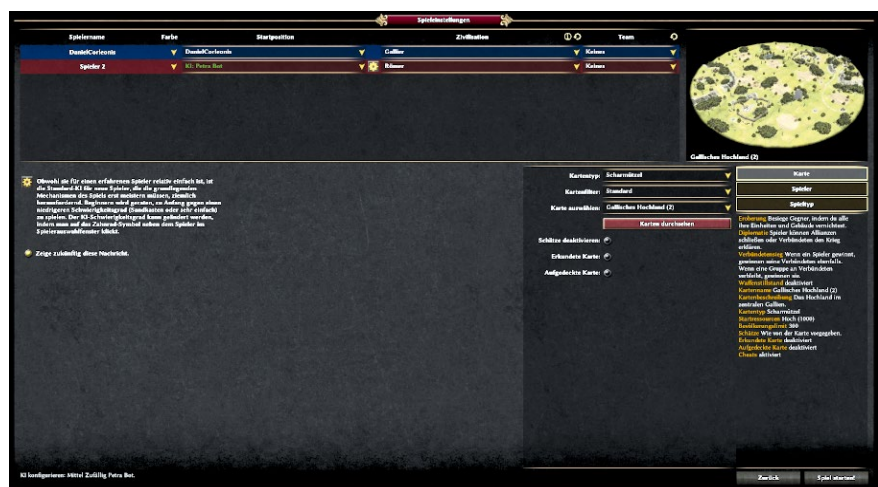 Spieleinstellungen
Spielername Farbe Startposition Zivilisation Team
DanielCorleonis DanielCorleonis Gallier Keines
Spieler 2 KI: Petra Bot Römer Keines
Gallisches Hochland (2)
Obwohl sie für einen erfahrenen Spieler relativ einfach ist, ist
die Standard-KI für neue Spieler, die die grundlegenden
Mechanismen des Spiels erst meistern müssen, ziemlich
herausfordernd. Beginnern wird geraten, zu Anfang gegen einen
niedrigeren Schwierigkeitsgrad (Sandkasten oder sehr einfach)
zu spielen. Der KI-Schwierigkeitsgrad kann geändert werden,
indem man auf das Zahnrad-Symbol neben dem Spieler im
Spielerauswahlfenster klickt.
Zeige zukünftig diese Nachricht.
Kartentyp: Scharmützel
Kartenfilter: Standard
Karte auswählen: Gallisches Hochland (2)
Karten durchsehen
Schätze deaktivieren:
Erkundete Karte:
Aufgedeckte Karte:
Karte
Spieler
Spieltyp
Eroberung Besiege Gegner, indem du alle
ihre Einheiten und Gebäude vernichtest.
Diplomatie Spieler können Allianzen
schließen oder Verbündeten den Krieg
erklären.
Verbündetensieg Wenn ein Spieler gewinnt,
gewinnen seine Verbündeten ebenfalls.
Wenn eine Gruppe an Verbündeten
verbleibt, gewinnen sie.
Waffenstillstand deaktiviert
Kartenname Gallisches Hochland (2)
Kartenbeschreibung Das Hochland im
zentralen Gallien.
Kartentyp Scharmützel
Startressourcen Hoch (1000)
Bevölkerungslimit 300
Schätze Wie von der Karte vorgegeben.
Erkundete Karte deaktiviert
Aufgedeckte Karte deaktiviert
Cheats aktiviert
KI konfigurieren: Mittel Zufällig Petra Bot.
Zurück
Spiel starten!